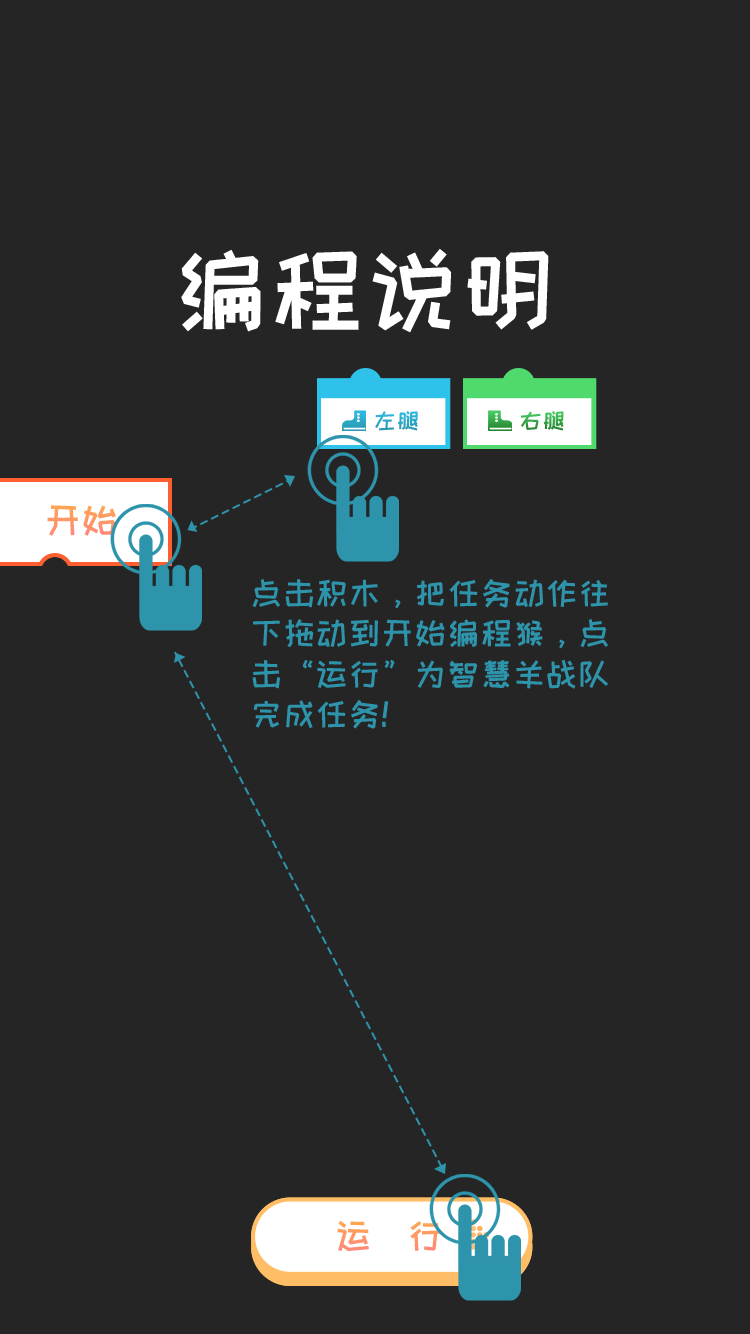 编程说明
左腿
右腿
开始
点击积木，把任务动作往
下拖动到开始编程猴，点
击“运行”为智慧羊战队
完成任务!
运 行